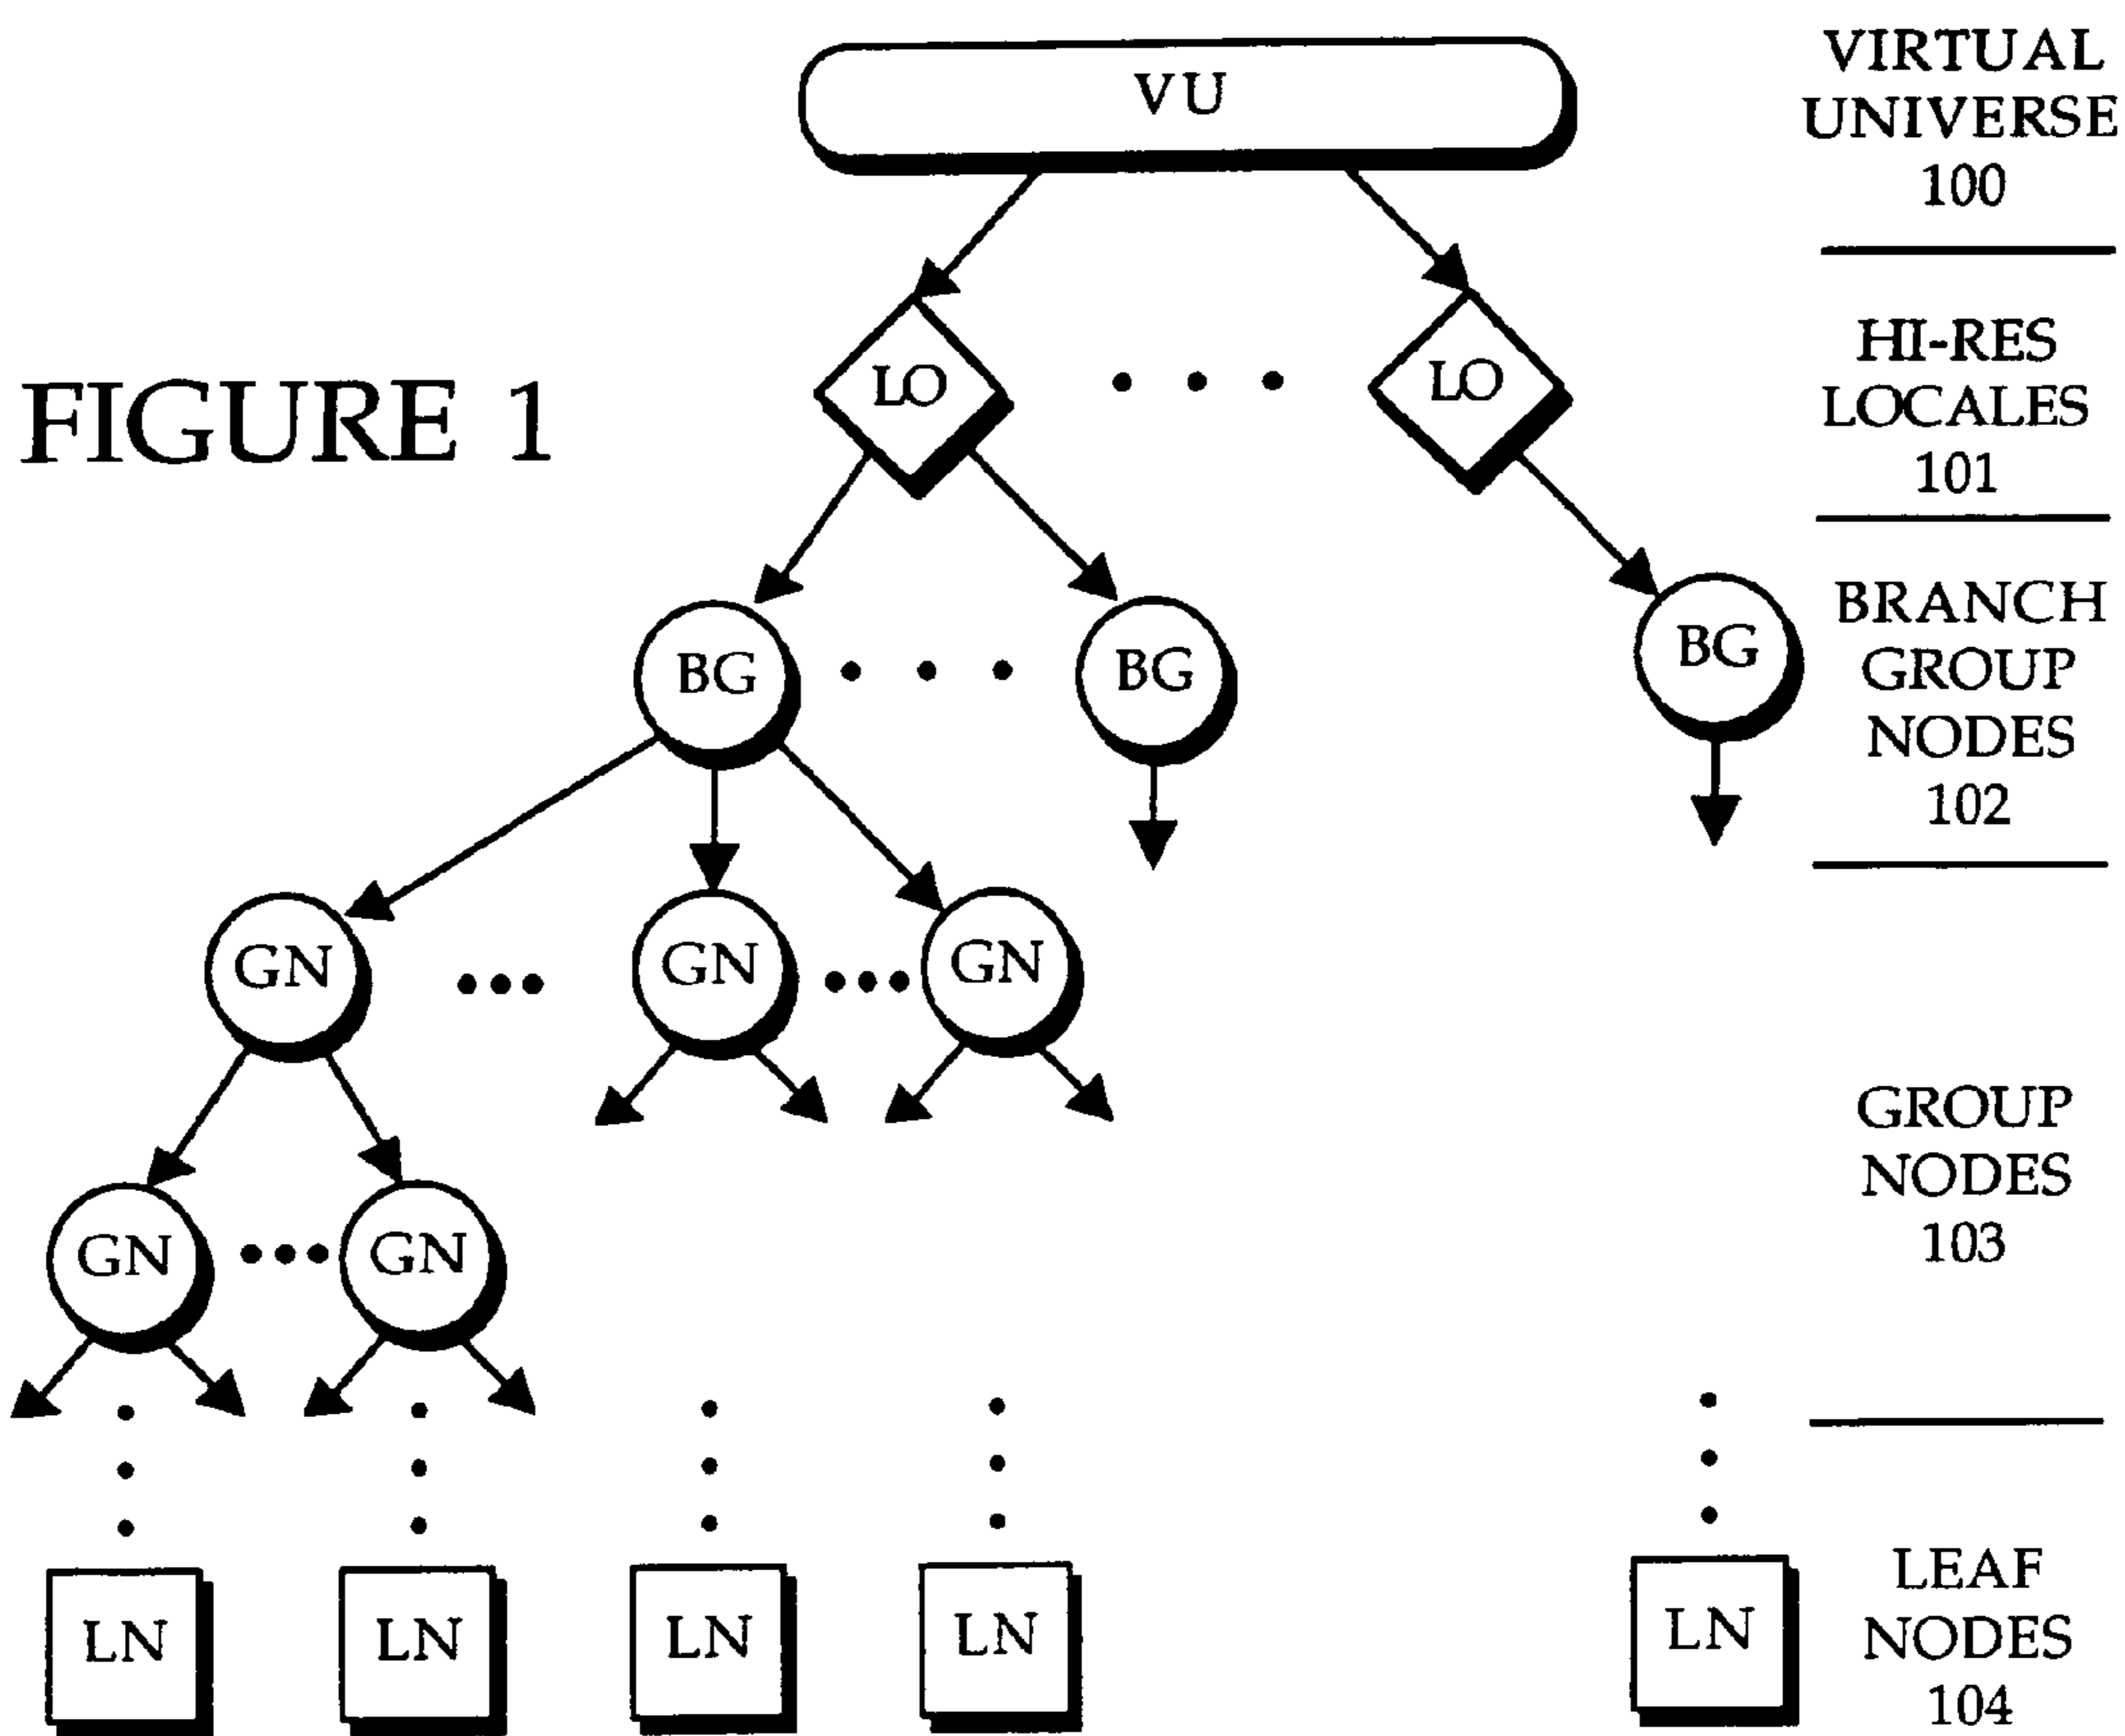 VU
VIRTUAL
UNIVERSE
100
FIGURE 1
LO
LO
HI-RES
LOCALES
101
BG
BG
BG
BRANCH
GROUP
NODES
102
GN
GN
GN
GN
GN
GROUP
NODES
103
LN
LN
LN
LN
LN
LEAF
NODES
104